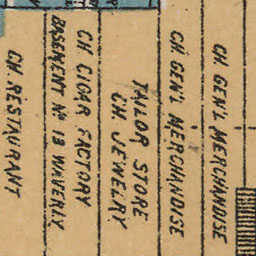 CH. RESTAURANT
BASEMENT No 13 WAVERLY
CH CIGAR FACTORY
TAILOR STORE
CH. JEWELRY
CH. GEN'L MERCHANDISE
CH GEN'L MERCHANDISE